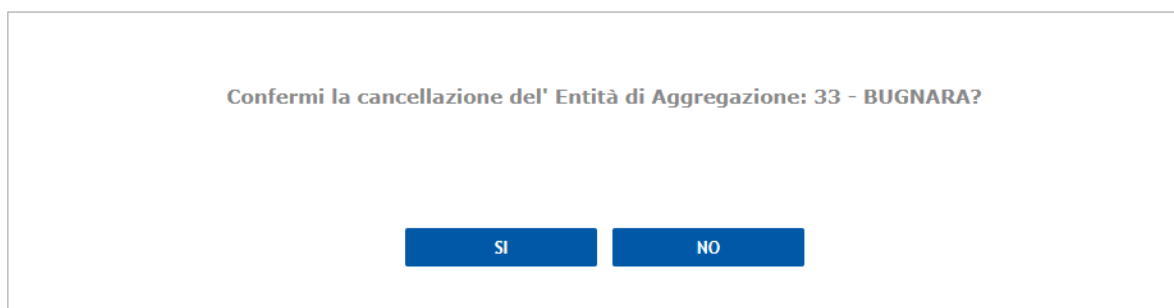 Confermi la cancellazione del' Entità di Aggregazione: 33 - BUGNARA?
SI NO